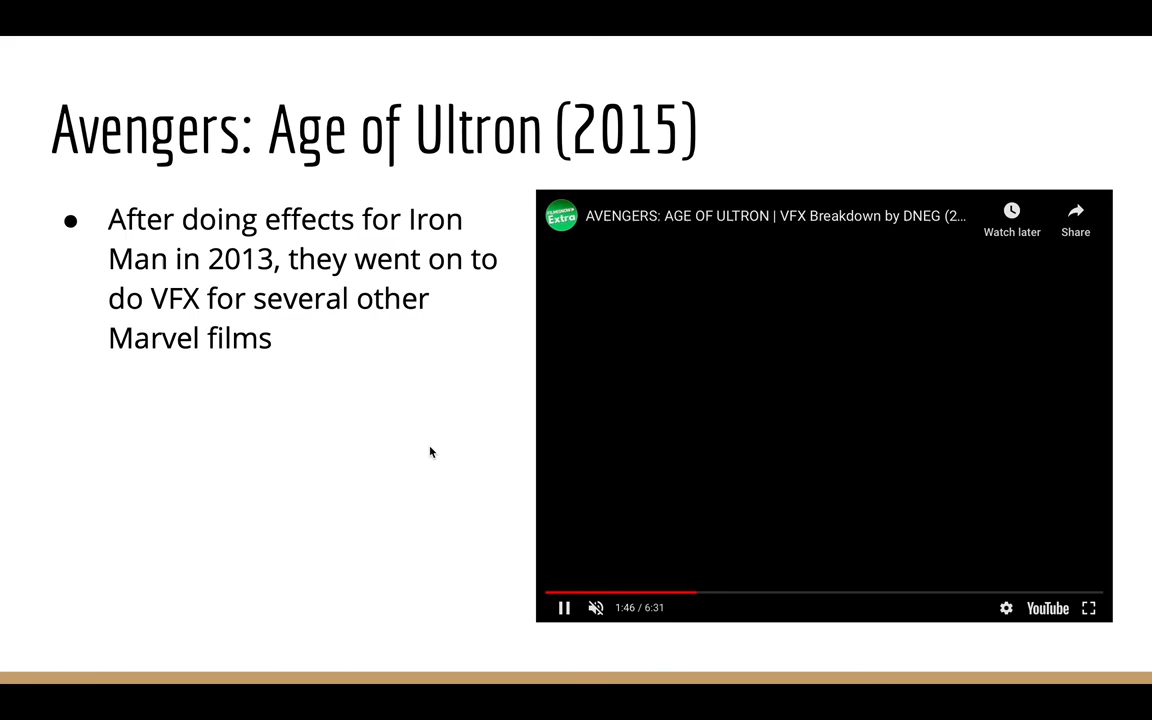 Avengers: Age of Ultron (2015)
● After doing effects for Iron
Man in 2013, they went on to
do VFX for several other
Marvel films
FILMSNOW
Extra
AVENGERS: AGE OF ULTRON | VFX Breakdown by DNEG (2...
Watch later
Share
1:46 / 6:31
YouTube